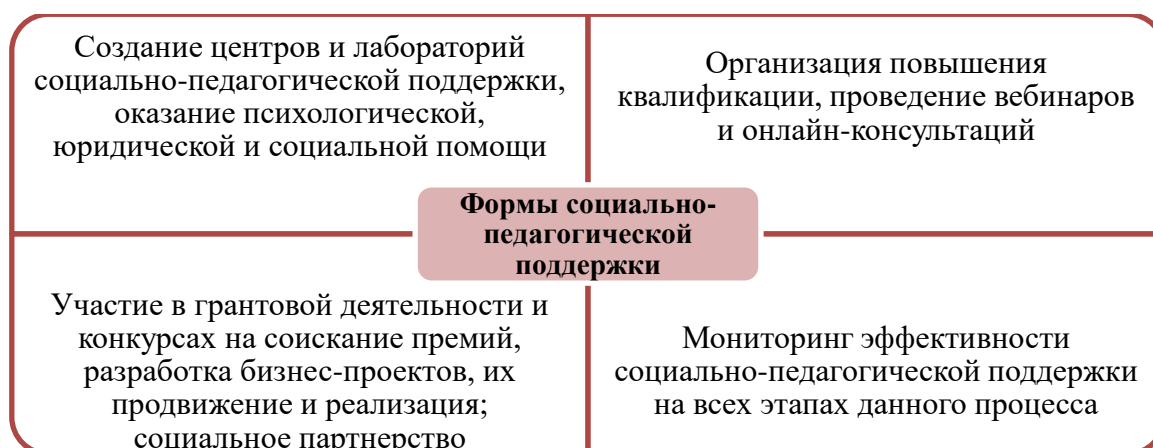 Создание центров и лабораторий
социально-педагогической поддержки,
оказание психологической,
юридической и социальной помощи
Организация повышения
квалификации, проведение вебинаров
и онлайн-консультаций
Формы социально-
педагогической
поддержки
Участие в грантовой деятельности и
конкурсах на соискание премий,
разработка бизнес-проектов, их
продвижение и реализация;
социальное партнерство
Мониторинг эффективности
социально-педагогической поддержки
на всех этапах данного процесса